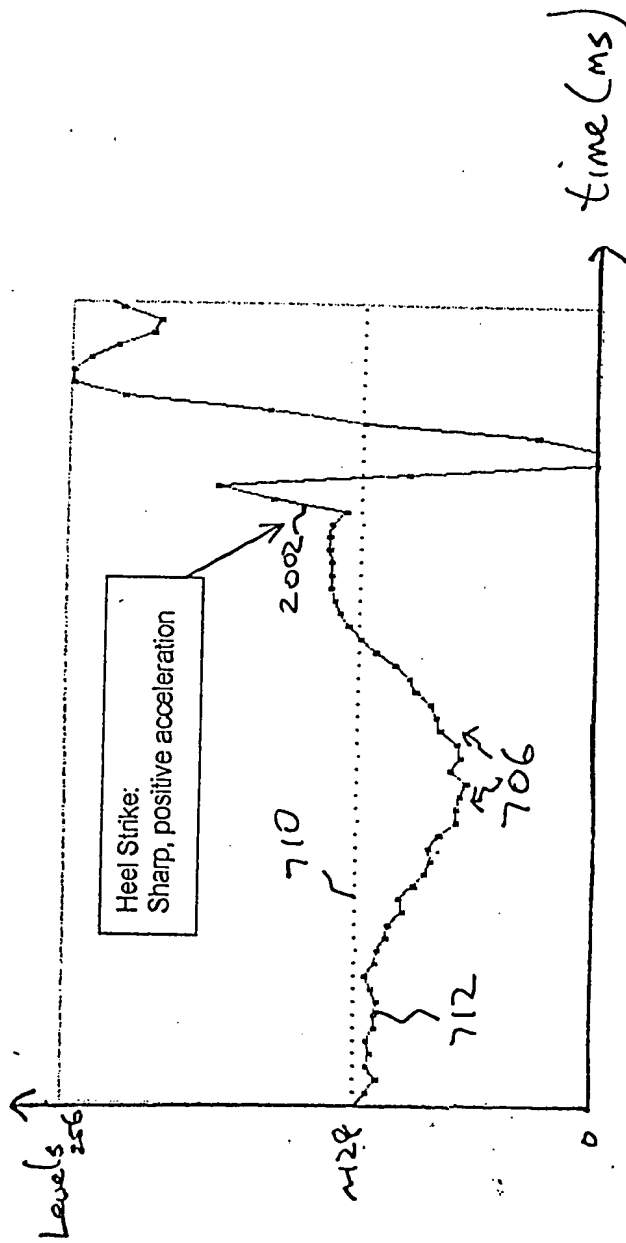 Levels
256
~128
0
Heel Strike:
Sharp, positive acceleration
2002
710
706
712
time (ms)